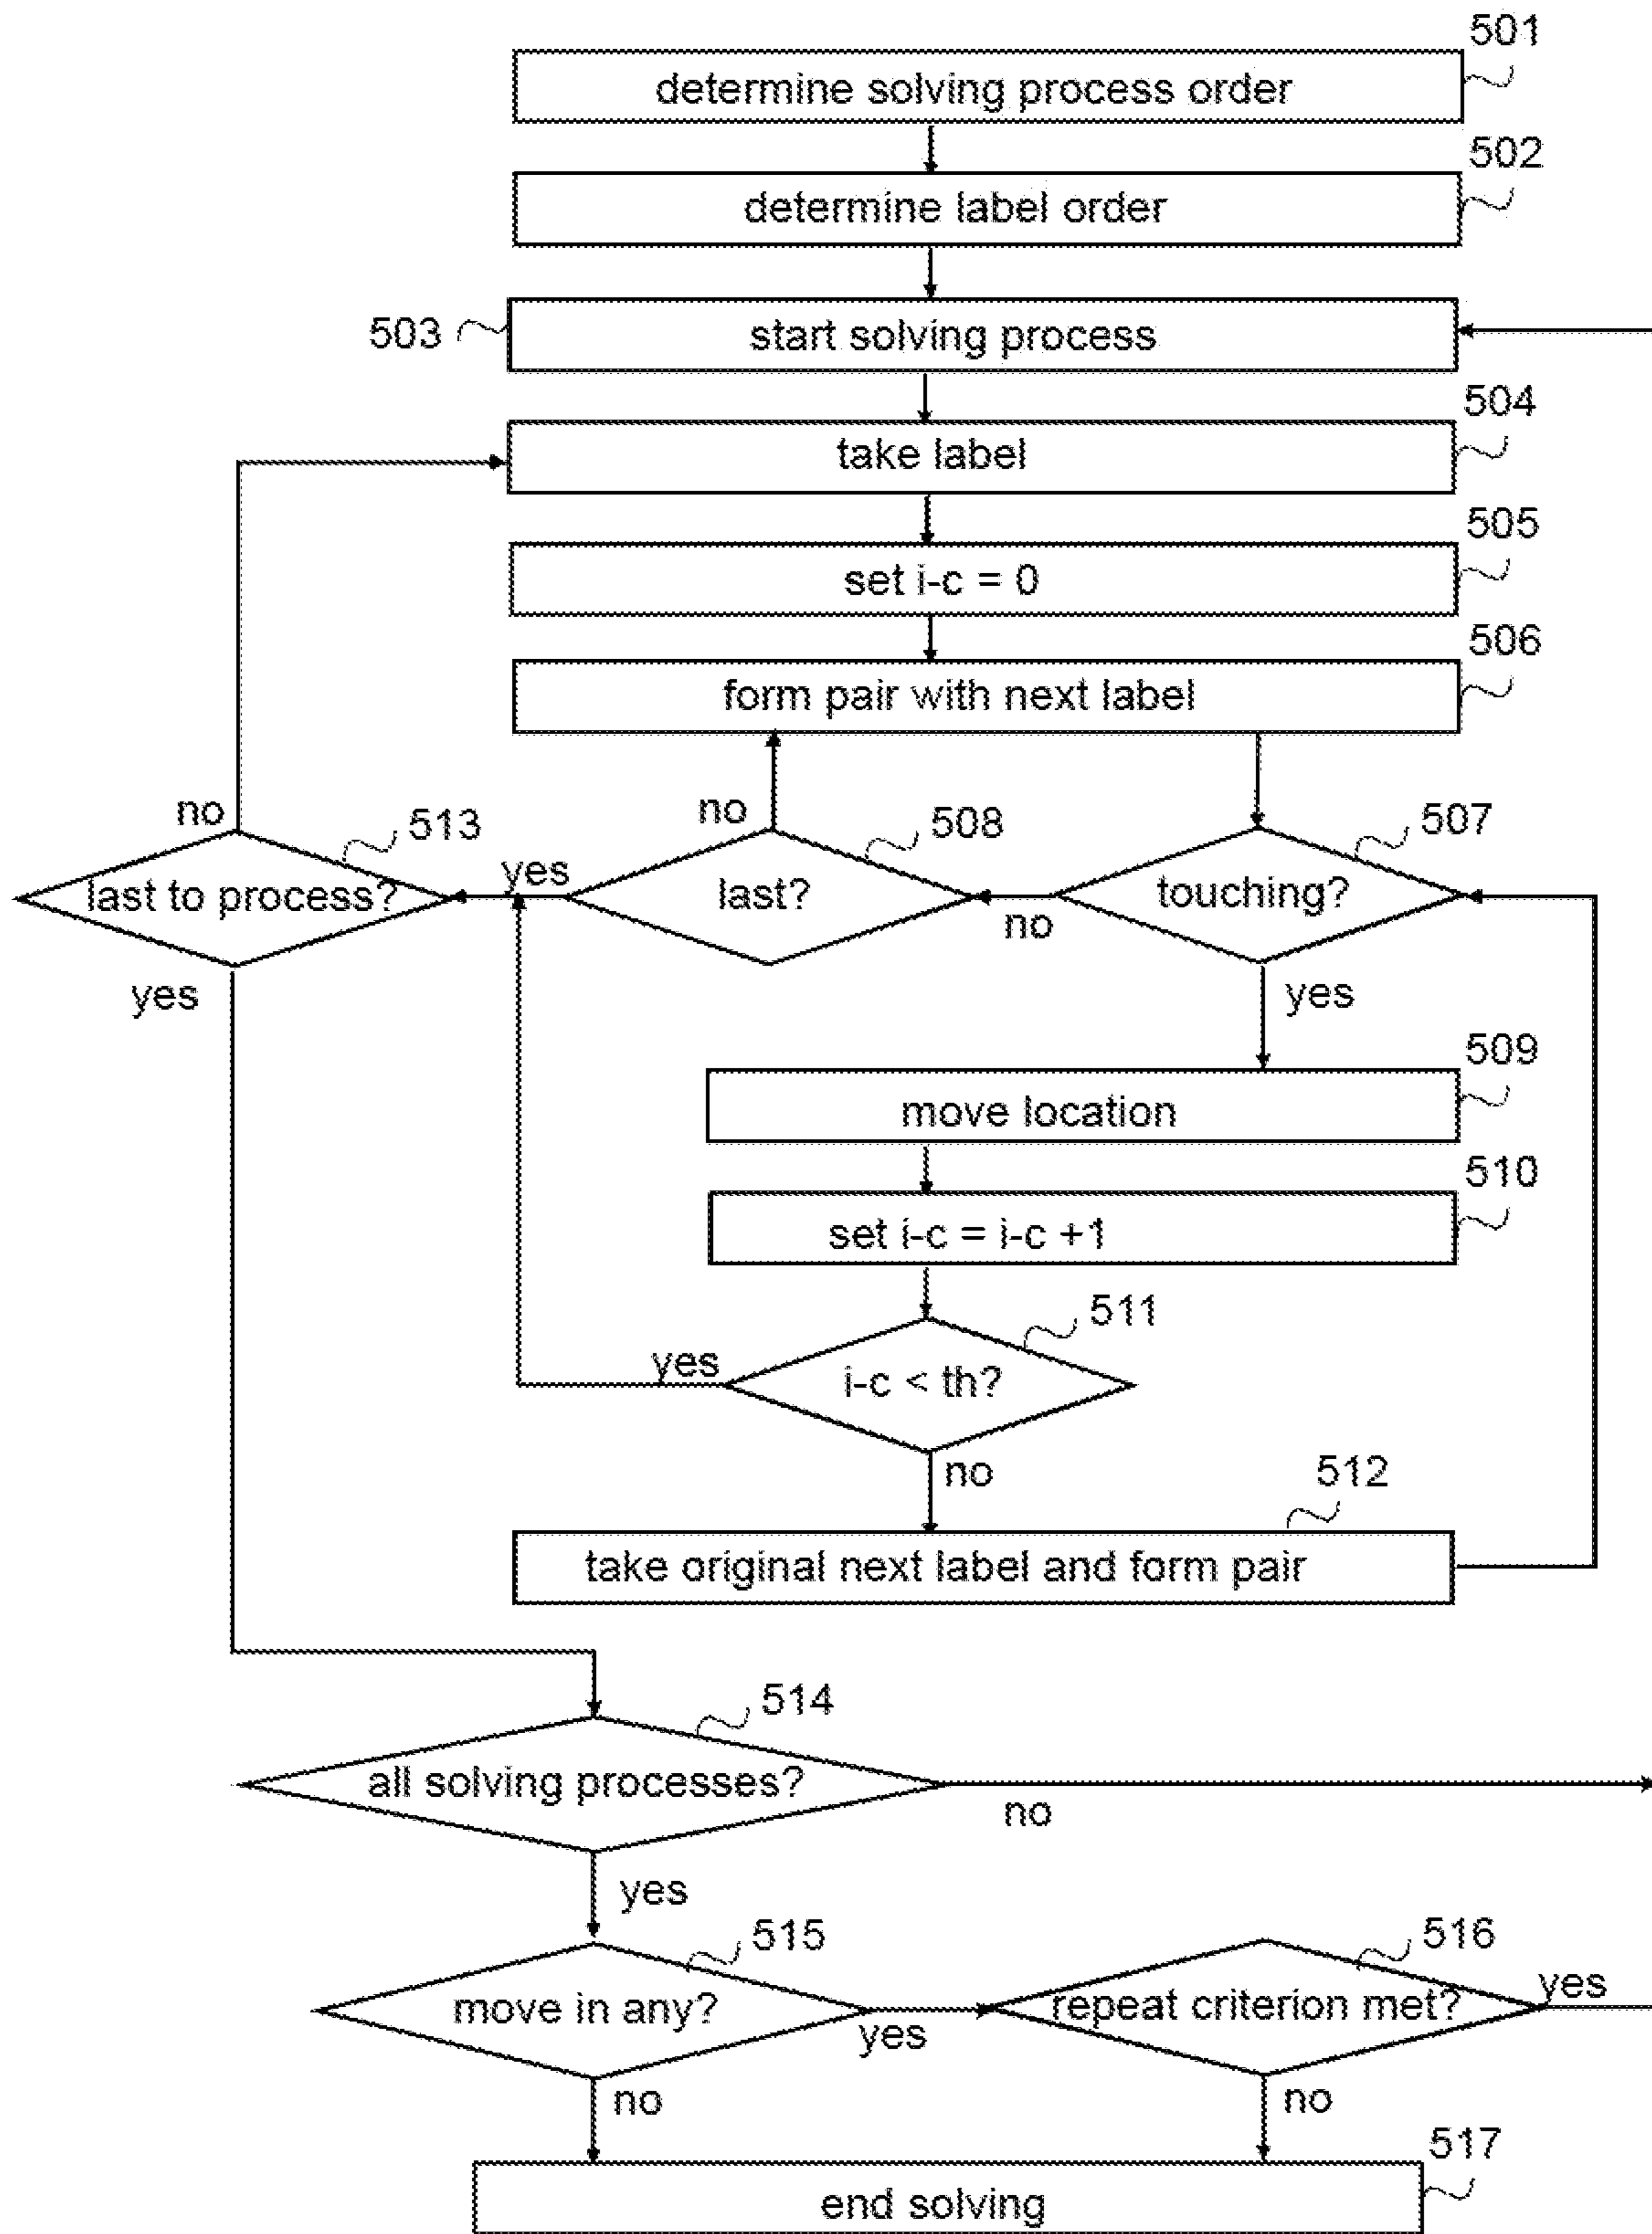 501
determine solving process order
502
determine label order
503
start solving process
504
take label
505
set i-c = 0
506
form pair with next label
no
513
no
508
507
last to process?
yes
last?
no
touching?
yes
yes
509
move location
510
set i-c = i-c +1
511
yes
i-c < th?
no
512
take original next label and form pair
514
all solving processes?
no
yes
515
516
move in any?
yes
repeat criterion met?
yes
no
no
517
end solving